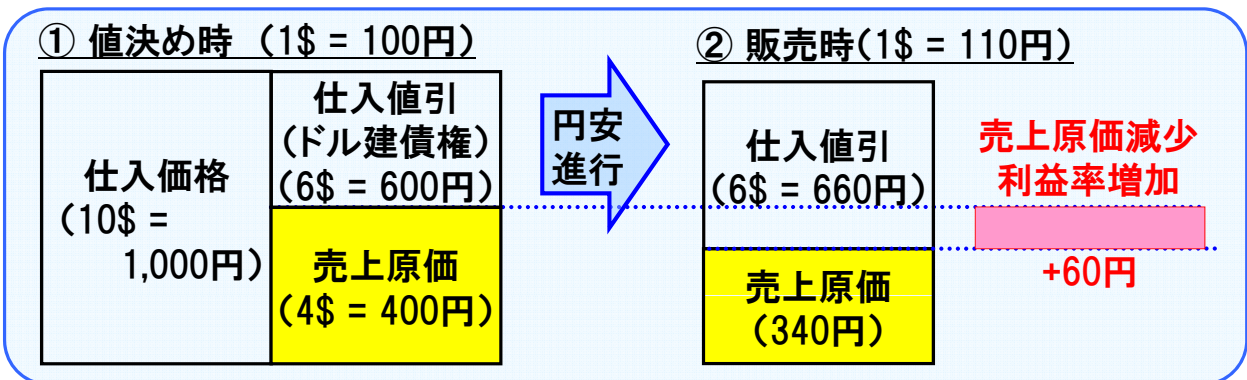 ① 値決め時 （1$ = 100円）
仕入価格
（10$ =
1,000円）
仕入値引
（ドル建債権）
（6$ = 600円）
売上原価
（4$ = 400円）
円安
進行
② 販売時（1$ = 110円）
仕入値引
（6$ = 660円）
売上原価
（340円）
売上原価減少
利益率増加
+60円